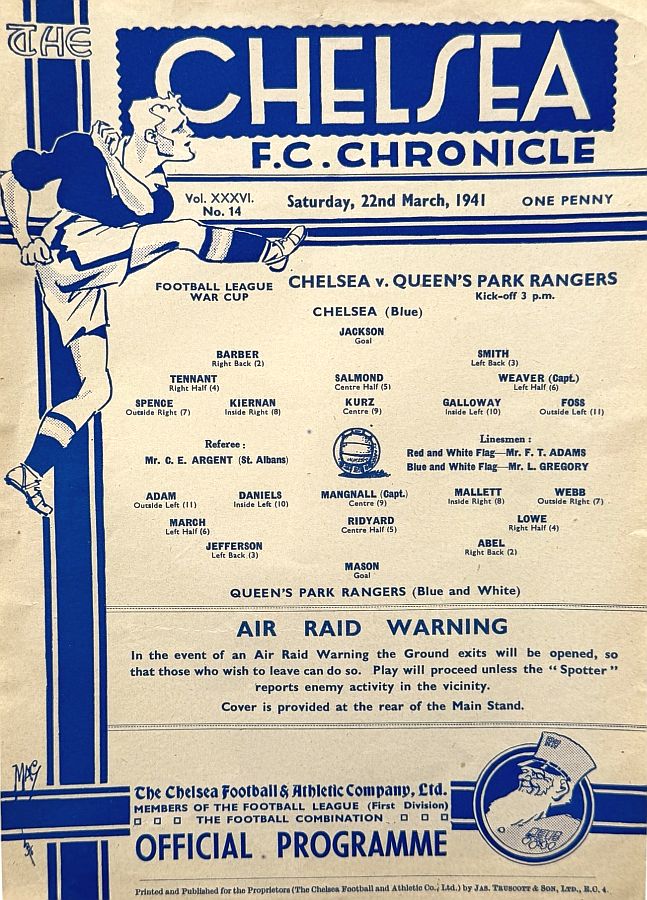 THE
CHELSEA
F.C. CHRONICLE
Vol. XXXVI.
No. 14
Saturday, 22nd March, 1941
ONE PENNY
FOOTBALL LEAGUE
WAR CUP
CHELSEA v. QUEEN'S PARK RANGERS
Kick-off 3 p.m.
CHELSEA (Blue)
JACKSON
Goal
BARBER SMITH
Right Back (2) Left Back (3)
TENNANT SALMOND WEAVER (Capt.)
Right Half (4) Centre Half (5) Left Half (6)
SPENCE KIERNAN KURZ GALLOWAY FOSS
Outside Right (7) Inside Right (8) Centre (9) Inside Left (10) Outside Left (11)
Referee :
Mr. C. E. ARGENT (St. Albans)
Linesmen :
Red and White Flag—Mr. F. T. ADAMS
Blue and White Flag—Mr. L. GREGORY
ADAM DANIELS MANGNALL (Capt.) MALLETT WEBB
Outside Left (11) Inside Left (10) Centre (9) Inside Right (8) Outside Right (7)
MARCH RIDYARD LOWE
Left Half (6) Centre Half (5) Right Half (4)
JEFFERSON ABEL
Left Back (3) Right Back (2)
MASON
Goal
QUEEN'S PARK RANGERS (Blue and White)
AIR RAID WARNING
In the event of an Air Raid Warning the Ground exits will be opened, so
that those who wish to leave can do so. Play will proceed unless the "Spotter"
reports enemy activity in the vicinity.
Cover is provided at the rear of the Main Stand.
MAC
The Chelsea Football & Athletic Company, Ltd.
MEMBERS OF THE FOOTBALL LEAGUE (First Division)
THE FOOTBALL COMBINATION
OFFICIAL PROGRAMME
Printed and Published for the Proprietors (The Chelsea Football and Athletic Co., Ltd.) by JAS. TRUSCOTT & SON, LTD., E.C. 4.